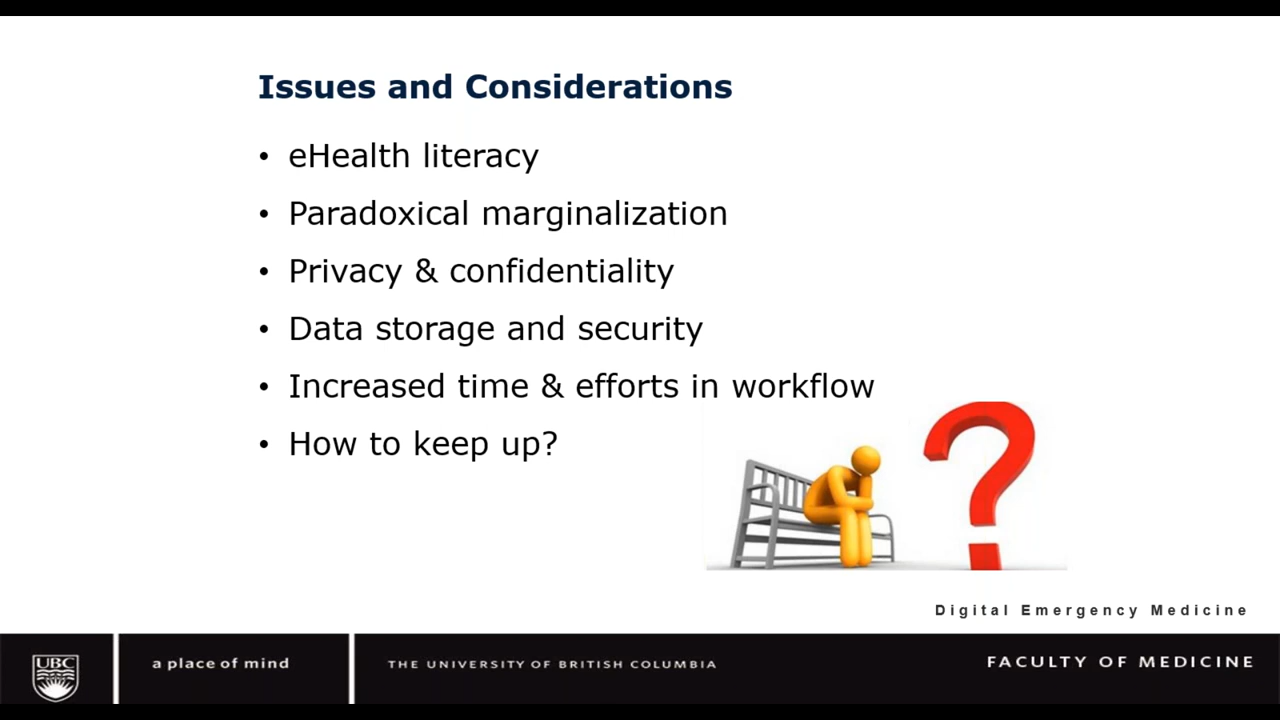 Issues and Considerations
• eHealth literacy
• Paradoxical marginalization
• Privacy & confidentiality
• Data storage and security
• Increased time & efforts in workflow
• How to keep up?
?
Digital Emergency Medicine
UBC
a place of mind
THE UNIVERSITY OF BRITISH COLUMBIA
FACULTY OF MEDICINE